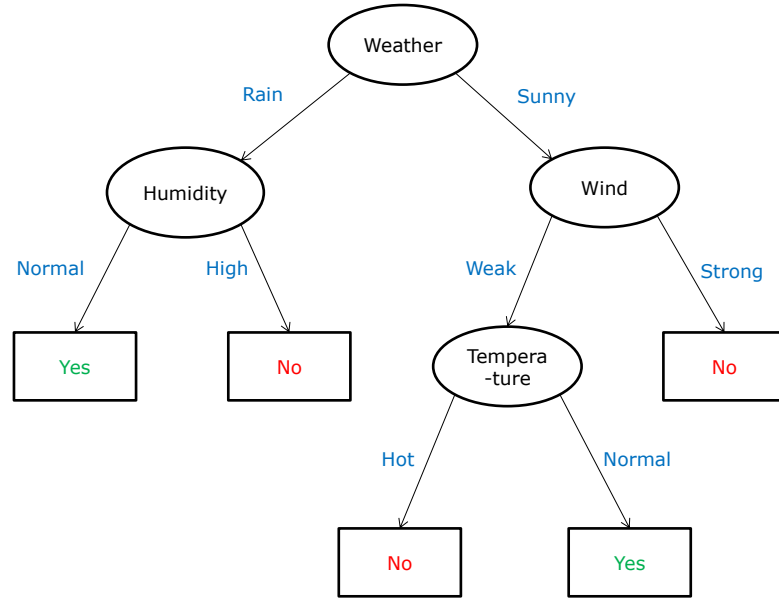 Weather
Rain
Sunny
Humidity
Wind
Normal
High
Weak
Strong
Yes
No
Tempera
-ture
No
Hot
Normal
No
Yes